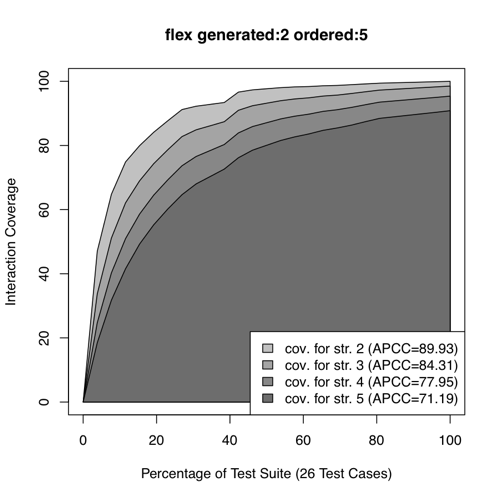 flex generated:2 ordered:5
Interaction Coverage
100
80
60
40
20
0
cov. for str. 2 (APCC=89.93)
cov. for str. 3 (APCC=84.31)
cov. for str. 4 (APCC=77.95)
cov. for str. 5 (APCC=71.19)
0 20 40 60 80 100
Percentage of Test Suite (26 Test Cases)